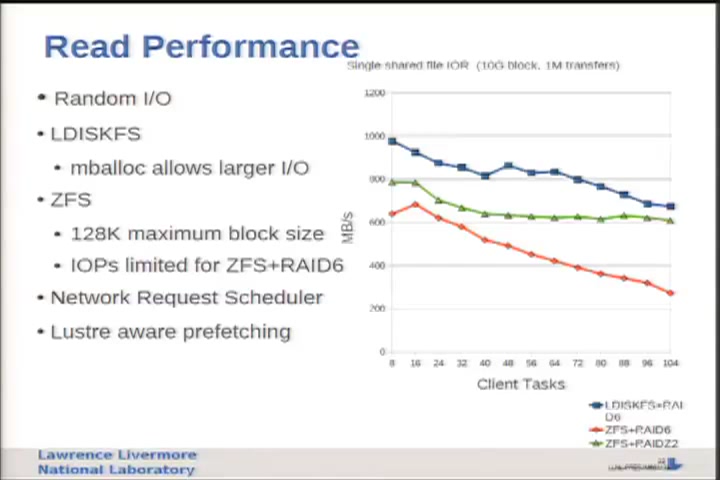 Read Performance
Single shared file IOR (10G block, 1M transfers)
• Random I/O
• LDISKFS
• mballoc allows larger I/O
• ZFS
• 128K maximum block size
• IOPs limited for ZFS+RAID6
• Network Request Scheduler
• Lustre aware prefetching
1200
1000
800
600
400
200
0
MB/s
8 16 24 32 40 48 56 64 72 80 88 96 104
Client Tasks
LDISKFS+RAI
D6
ZFS+RAID6
ZFS+RAIDZ2
Lawrence Livermore
National Laboratory